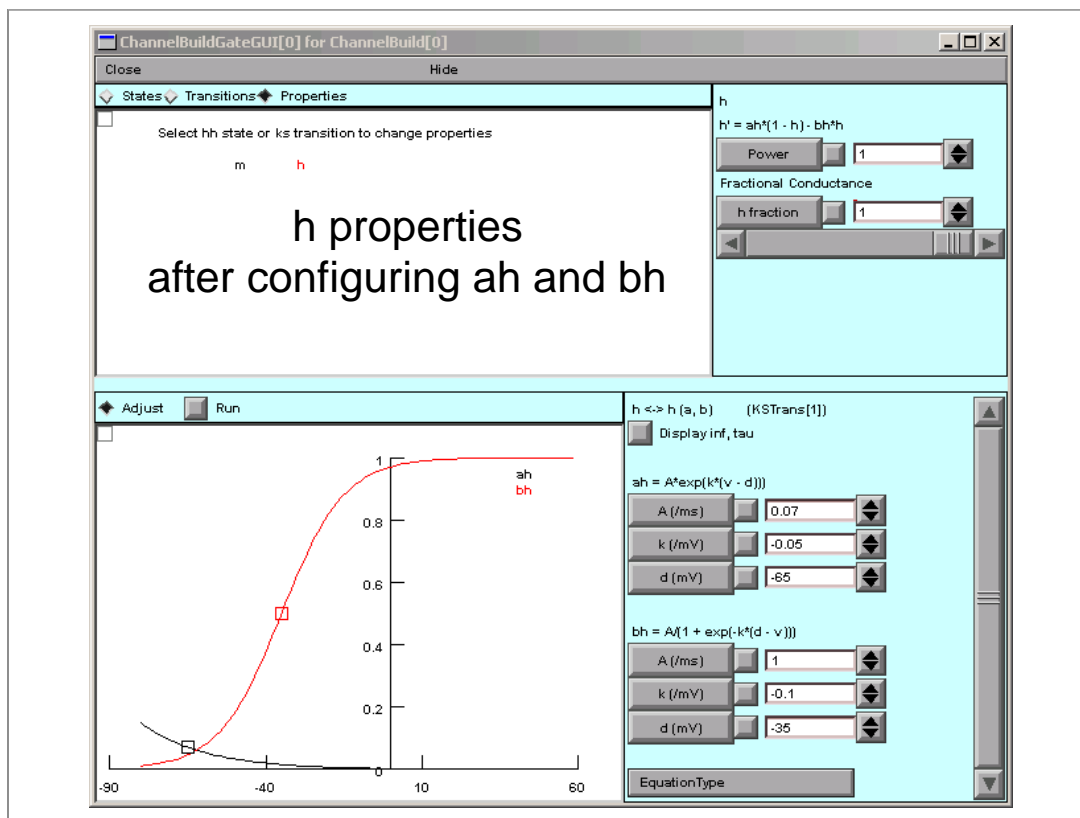 ChannelBuildGateGUI[0] for ChannelBuild[0]
Close Hide
States Transitions Properties
Select hh state or ks transition to change properties
m h
h properties
after configuring ah and bh
h
h' = ah*(1 - h) - bh*h
Power 1
Fractional Conductance
h fraction 1
Adjust Run
1
0.8
0.6
0.4
0.2
0
-90 -40 10 60
ah
bh
h <-> h (a, b) (KSTrans[1])
Display inf, tau
ah = A*exp(k*(v - d)))
A (/ms) 0.07
k (/mV) -0.05
d (mV) -65
bh = A/(1 + exp(-k*(d - v)))
A (/ms) 1
k (/mV) -0.1
d (mV) -35
EquationType